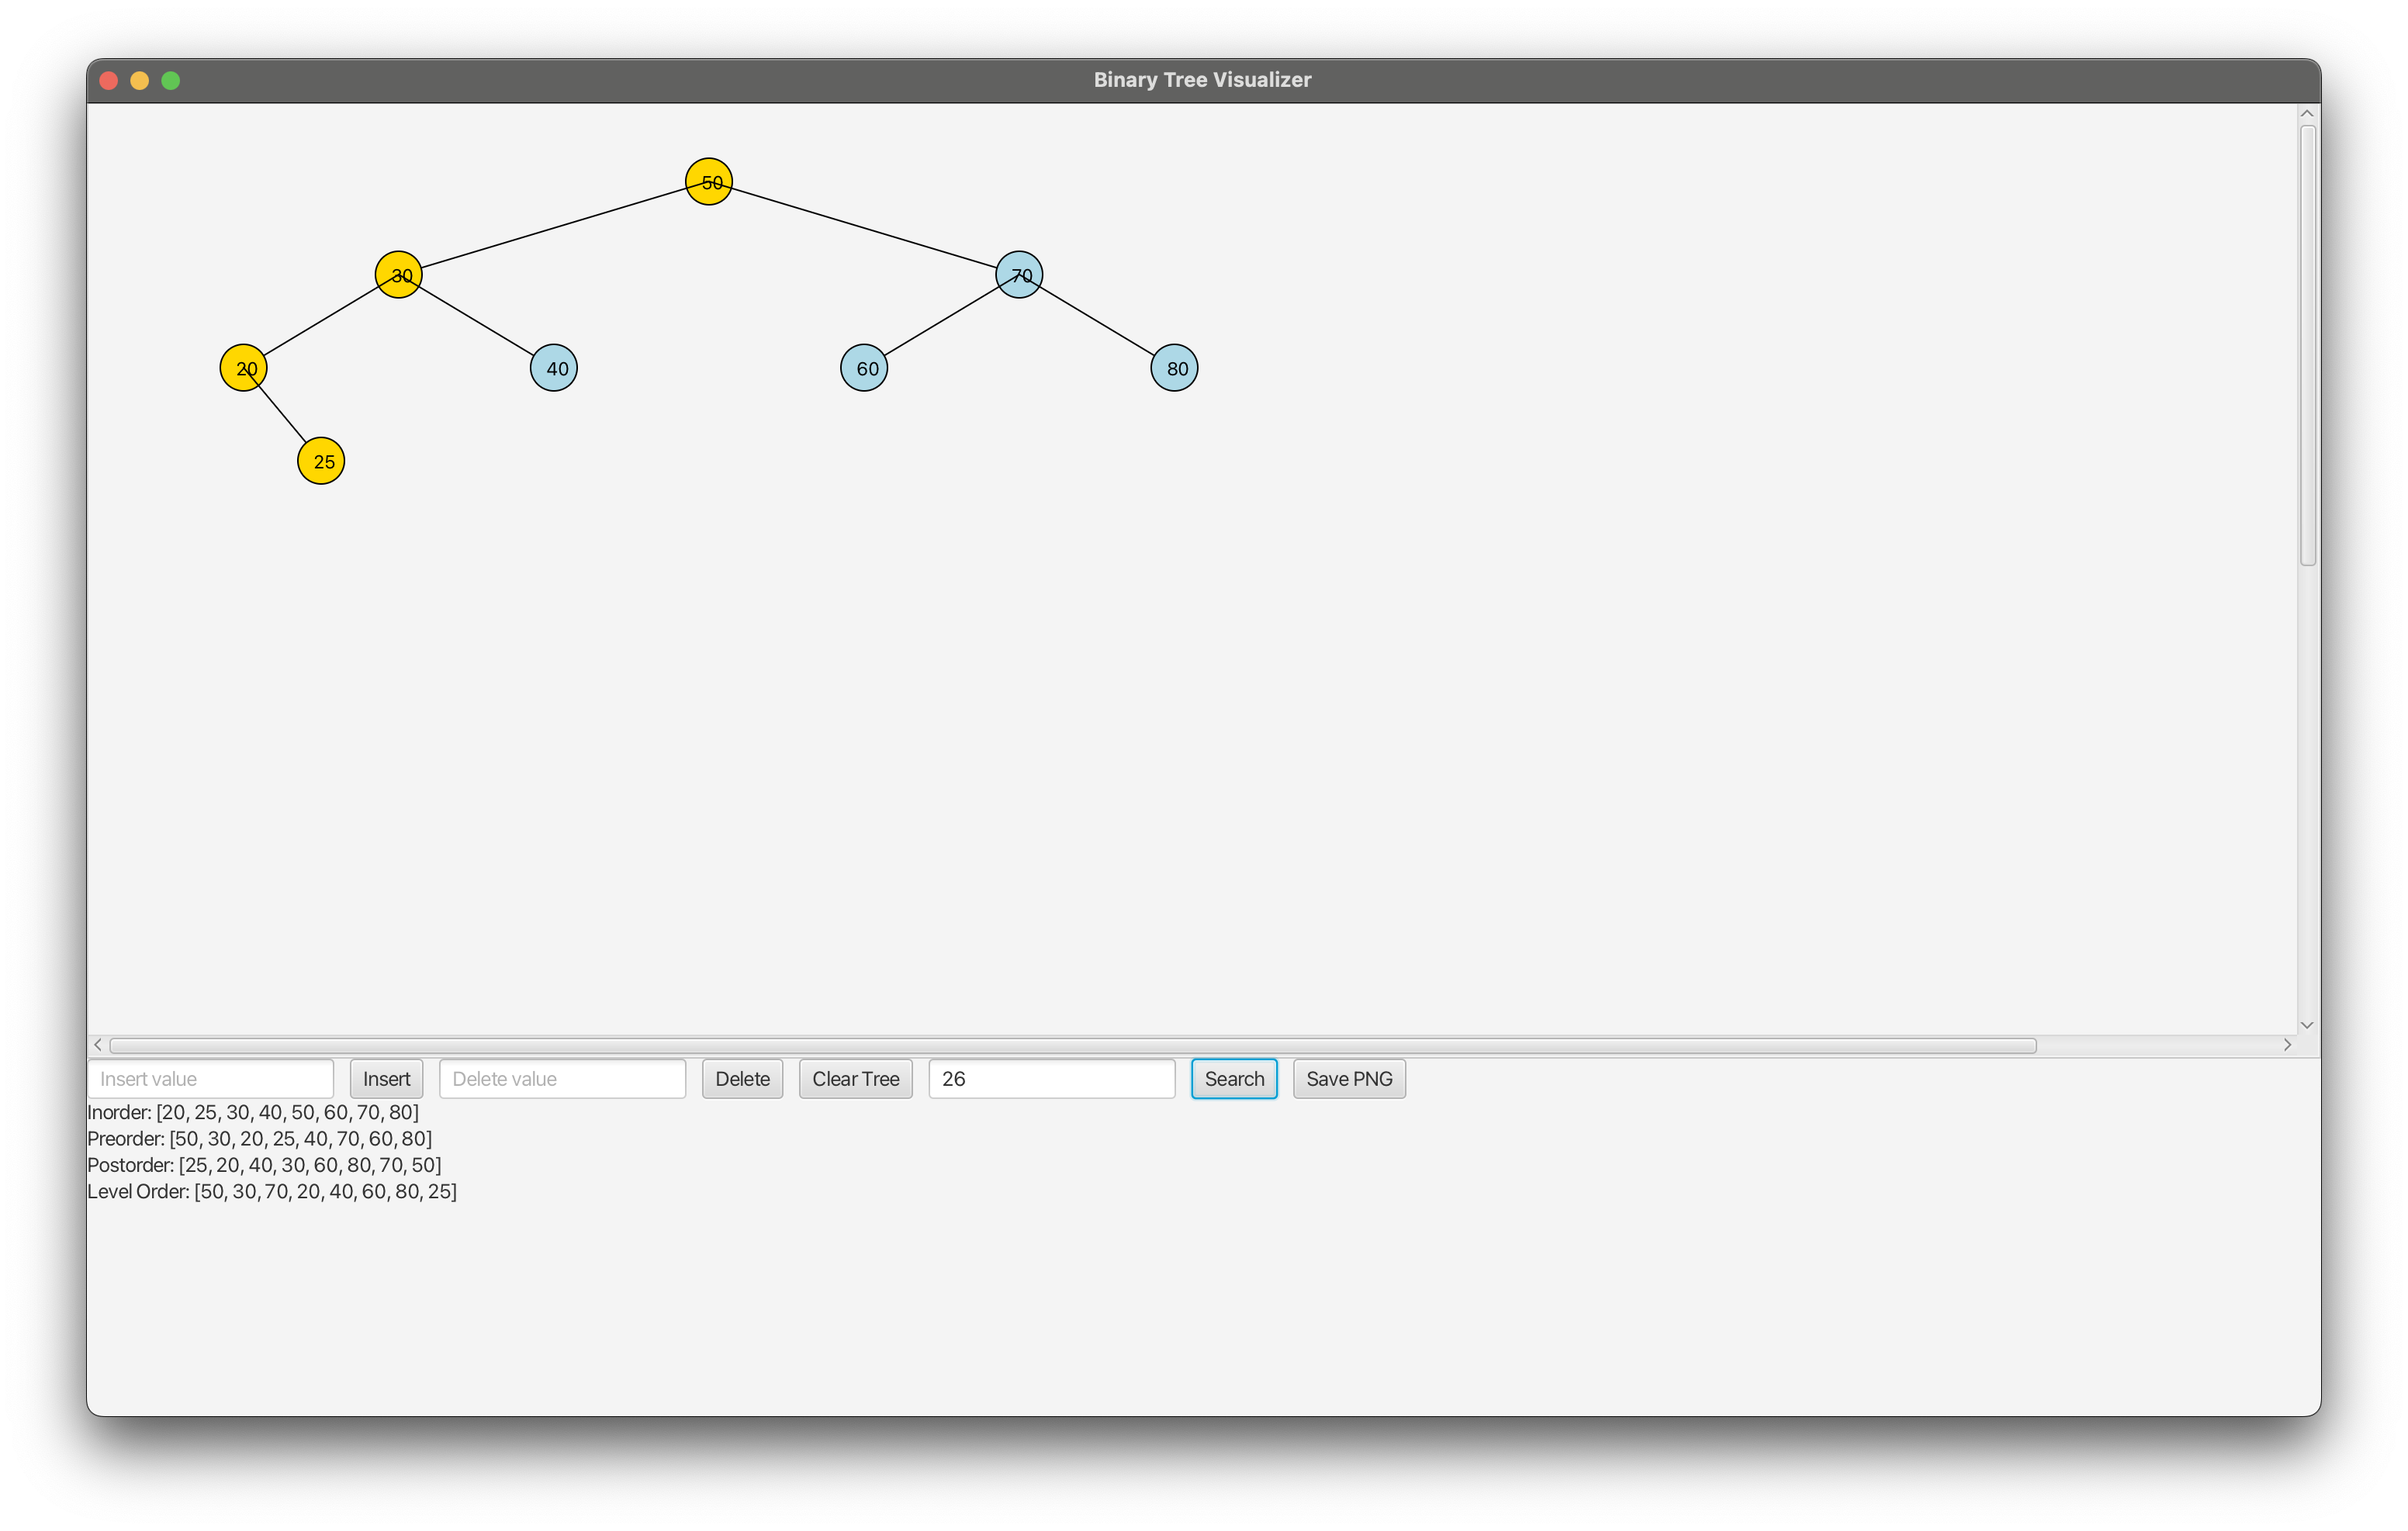 Binary Tree Visualizer
50
30 70
20 40 60 80
25
Insert value Insert Delete value Delete Clear Tree 26 Search Save PNG
Inorder: [20, 25, 30, 40, 50, 60, 70, 80]
Preorder: [50, 30, 20, 25, 40, 70, 60, 80]
Postorder: [25, 20, 40, 30, 60, 80, 70, 50]
Level Order: [50, 30, 70, 20, 40, 60, 80, 25]